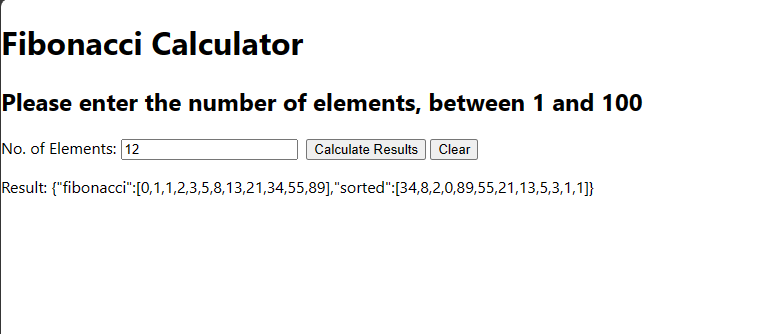 Fibonacci Calculator
Please enter the number of elements, between 1 and 100
No. of Elements: 12 Calculate Results Clear
Result: {"fibonacci":[0,1,1,2,3,5,8,13,21,34,55,89],"sorted":[34,8,2,0,89,55,21,13,5,3,1,1]}